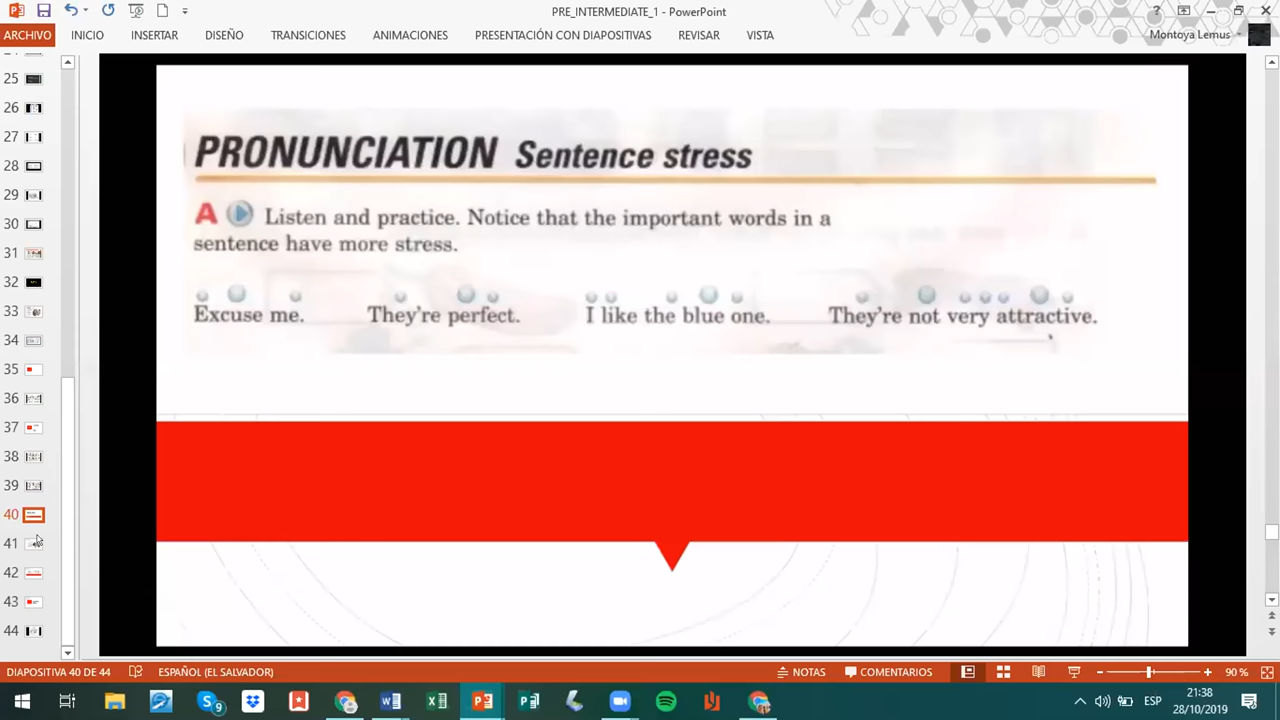 PRE_INTERMEDIATE_1 - PowerPoint
?
ARCHIVO INICIO INSERTAR DISEÑO TRANSICIONES ANIMACIONES PRESENTACIÓN CON DIAPOSITIVAS REVISAR VISTA Montoya Lemus
25
26
27
28
29
30
31
32
33
34
35
36
37
38
39
40
41
42
43
44
PRONUNCIATION Sentence stress
A Listen and practice. Notice that the important words in a
sentence have more stress.
Excuse me. They're perfect. I like the blue one. They're not very attractive.
DIAPOSITIVA 40 DE 44 ESPAÑOL (EL SALVADOR) NOTAS COMENTARIOS 90 %
9 ESP 21:38
28/10/2019